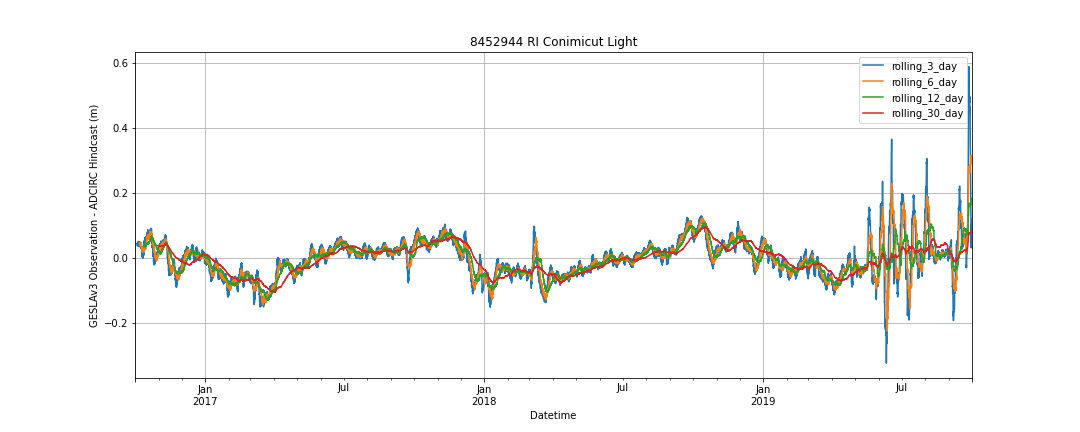 8452944 RI Conimicut Light
GESLAv3 Observation - ADCIRC Hindcast (m)
0.6
0.4
0.2
0.0
−0.2
rolling_3_day
rolling_6_day
rolling_12_day
rolling_30_day
Jan
2017
Jul
Jan
2018
Jul
Jan
2019
Jul
Datetime